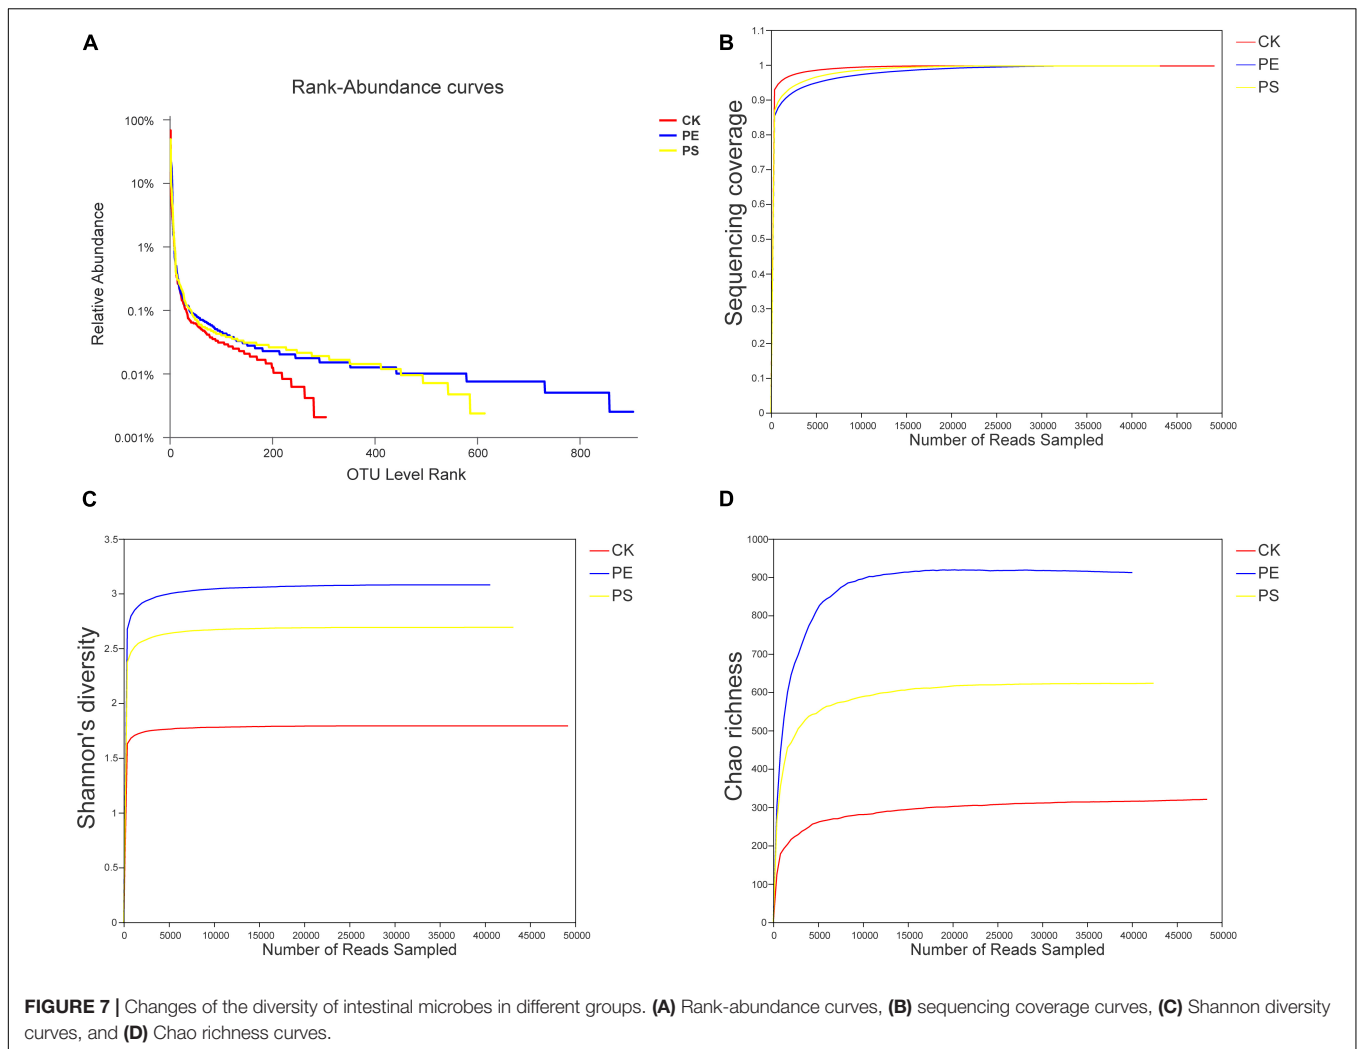 A
Rank-Abundance curves
CK
PE
PS
100%
10%
1%
0.1%
0.01%
0.001%
Relative Abundance
0 200 400 600 800
OTU Level Rank
B
1.1
1
0.9
0.8
0.7
0.6
0.5
0.4
0.3
0.2
0.1
0
Sequencing coverage
0 5000 10000 15000 20000 25000 30000 35000 40000 45000 50000
Number of Reads Sampled
CK
PE
PS
C
3.5
3
2.5
2
1.5
1
0.5
0
Shannon's diversity
0 5000 10000 15000 20000 25000 30000 35000 40000 45000 50000
Number of Reads Sampled
CK
PE
PS
D
1000
900
800
700
600
500
400
300
200
100
0
Chao richness
0 5000 10000 15000 20000 25000 30000 35000 40000 45000 50000
Number of Reads Sampled
CK
PE
PS
FIGURE 7 | Changes of the diversity of intestinal microbes in different groups. (A) Rank-abundance curves, (B) sequencing coverage curves, (C) Shannon diversity
curves, and (D) Chao richness curves.